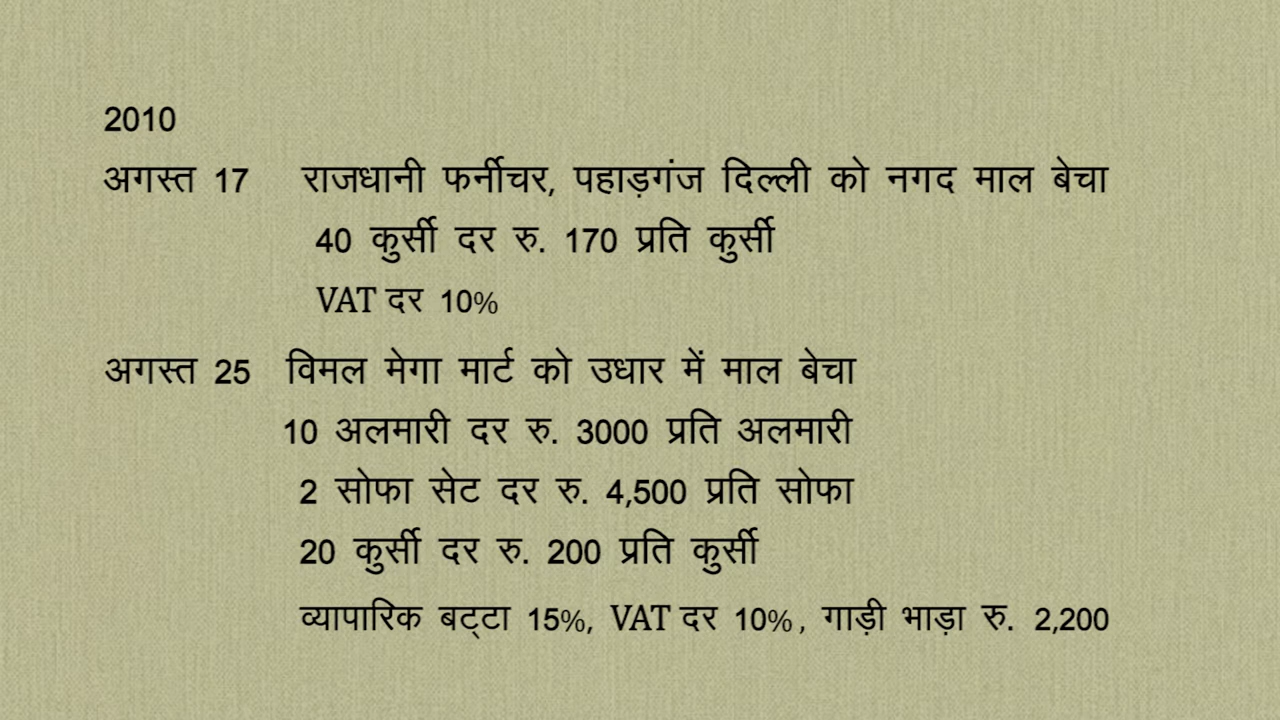 2010
अगस्त 17 राजधानी फर्नीचर, पहाड़गंज दिल्ली को नगद माल बेचा
40 कुर्सी दर रु. 170 प्रति कुर्सी
VAT दर 10%
अगस्त 25 विमल मेगा मार्ट को उधार में माल बेचा
10 अलमारी दर रु. 3000 प्रति अलमारी
2 सोफा सेट दर रु. 4,500 प्रति सोफा
20 कुर्सी दर रु. 200 प्रति कुर्सी
व्यापारिक बट्‌टा 15%, VAT दर 10%, गाड़ी भाड़ा रु. 2,200